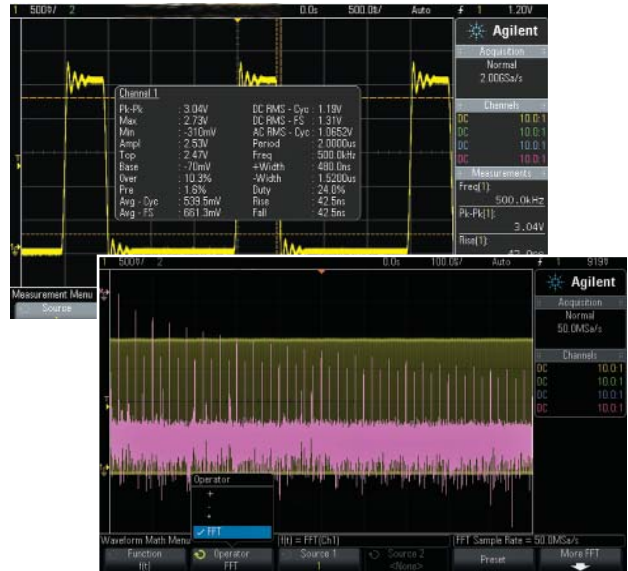 1 500▽/ 2 0.0s 500.0▽/ Auto 1 1.20V
Agilent
Acquisition
Normal
2.00GSa/s
Channels
DC 10.0:1
DC 10.0:1
DC 10.0:1
DC 10.0:1
Measurements
Freq(1):
500.0kHz
Pk-Pk(1):
3.04V
Rise(1):
Channel 1
Pk-Pk : 3.04V DC RMS - Cyc : 1.19V
Max : 2.73V DC RMS - FS : 1.31V
Min : -310mV AC RMS - Cyc : 1.0652V
Ampl : 2.53V Period : 2.0000us
Top : 2.47V Freq : 500.0kHz
Base : -70mV +Width : 480.0ns
Over : 10.3% -Width : 1.5200us
Pre : 1.6% Duty : 24.0%
Avg - Cyc : 539.5mV Rise : 42.5ns
Avg - FS : 661.3mV Fall : 42.5ns
Measurement Menu
Source
1 500▽/ 2 0.0s 100.0▽/ Auto 1 919▽
Agilent
Acquisition
Normal
50.0MSa/s
Channels
DC 10.0:1
DC 10.0:1
DC 10.0:1
DC 10.0:1
Operator
+
-
*
FFT
Waveform Math Menu f(t) = FFT(Ch1) FFT Sample Rate = 50.0MSa/s
Function Operator Source 1 Source 2 Preset More FFT
f(t) FFT 1 <None>